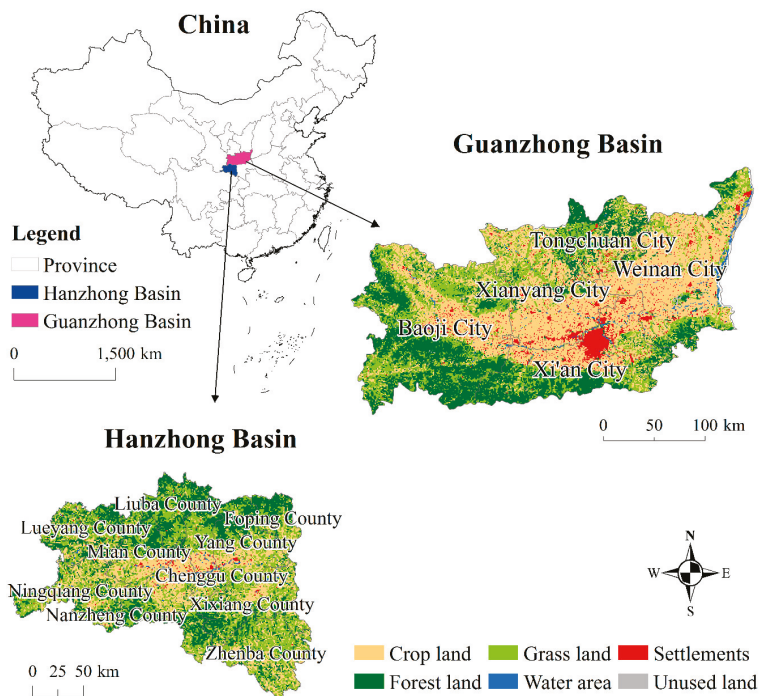 China
Legend
Province
Hanzhong Basin
Guanzhong Basin
0 1,500 km
Guanzhong Basin
Tongchuan City
Weinan City
Xianyang City
Baoji City
Xi'an City
0 50 100 km
Hanzhong Basin
Liuba County
Foping County
Lueyang County
Yang County
Mian County
Chenggu County
Ningqiang County
Xixiang County
Nanzheng County
Zhenba County
0 25 50 km
N
W E
S
Crop land Grass land Settlements
Forest land Water area Unused land